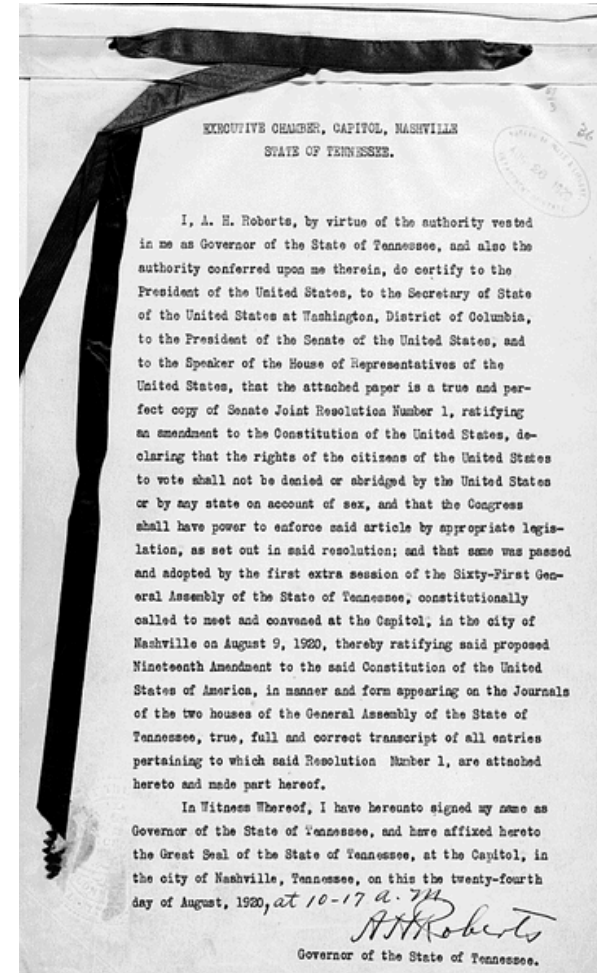 EXECUTIVE CHAMBER, CAPITOL, NASHVILLE
STATE OF TENNESSEE.
I, A. H. Roberts, by virtue of the authority vested
in me as Governor of the State of Tennessee, and also the
authority conferred upon me therein, do certify to the
President of the United States, to the Secretary of State
of the United States at Washington, District of Columbia,
to the President of the Senate of the United States, and
to the Speaker of the House of Representatives of the
United States, that the attached paper is a true and per-
fect copy of Senate Joint Resolution Number 1, ratifying
an amendment to the Constitution of the United States, de-
claring that the rights of the citizens of the United States
to vote shall not be denied or abridged by the United States
or by any state on account of sex, and that the Congress
shall have power to enforce said article by appropriate legis-
lation, as set out in said resolution; and that same was passed
and adopted by the first extra session of the Sixty-First Gen-
eral Assembly of the State of Tennessee, constitutionally
called to meet and convened at the Capitol, in the city of
Nashville on August 9, 1920, thereby ratifying said proposed
Nineteenth Amendment to the said Constitution of the United
States of America, in manner and form appearing on the Journals
of the two houses of the General Assembly of the State of
Tennessee, true, full and correct transcript of all entries
pertaining to which said Resolution Number 1, are attached
hereto and made part hereof.
In Witness Whereof, I have hereunto signed my name as
Governor of the State of Tennessee, and have affixed hereto
the Great Seal of the State of Tennessee, at the Capitol, in
the city of Nashville, Tennessee, on this the twenty-fourth
day of August, 1920, at 10-17 a.m
A H Roberts
Governor of the State of Tennessee.